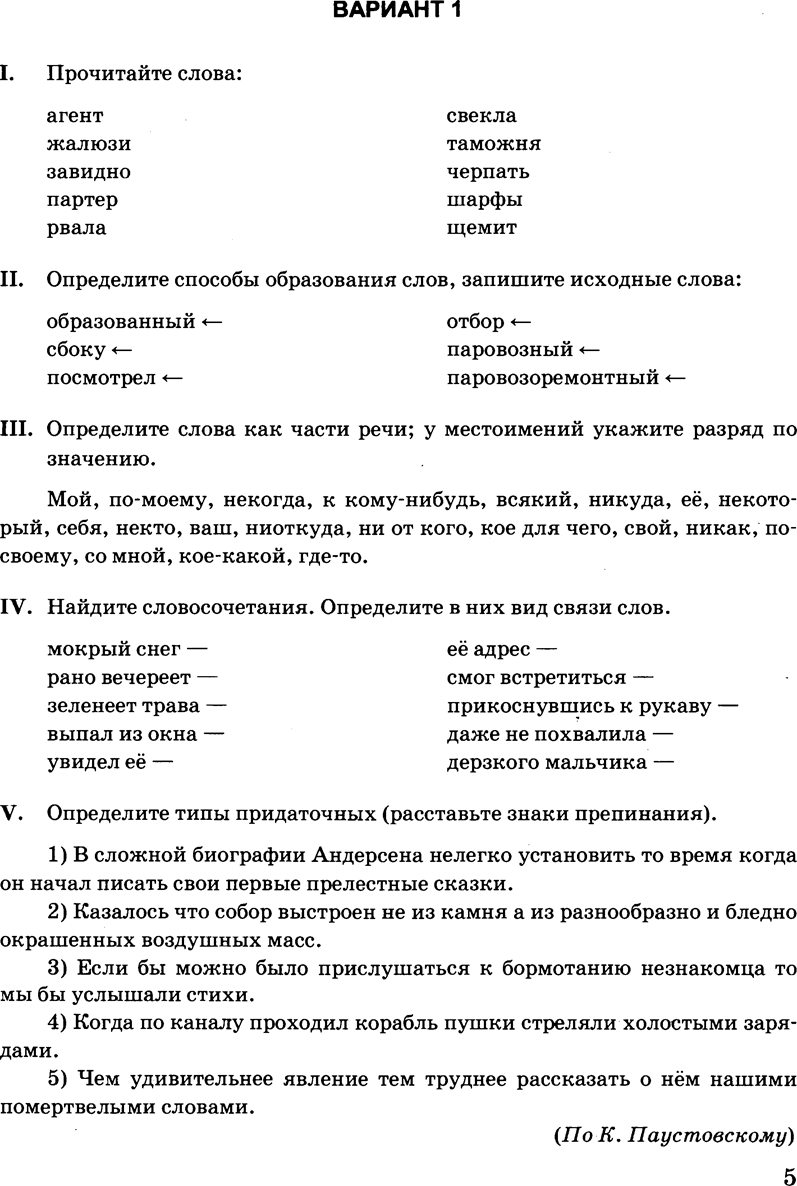 ВАРИАНТ 1
I. Прочитайте слова:
агент свекла
жалюзи таможня
завидно черпать
партер шарфы
рвала щемит
II. Определите способы образования слов, запишите исходные слова:
образованный ← отбор ←
сбоку ← паровозный ←
посмотрел ← паровозоремонтный ←
III. Определите слова как части речи; у местоимений укажите разряд по
значению.
Мой, по-моему, некогда, к кому-нибудь, всякий, никуда, её, некото-
рый, себя, некто, ваш, ниоткуда, ни от кого, кое для чего, свой, никак, по-
своему, со мной, кое-какой, где-то.
IV. Найдите словосочетания. Определите в них вид связи слов.
мокрый снег — её адрес —
рано вечереет — смог встретиться —
зеленеет трава — прикоснувшись к рукаву —
выпал из окна — даже не похвалила —
увидел её — дерзкого мальчика —
V. Определите типы придаточных (расставьте знаки препинания).
1) В сложной биографии Андерсена нелегко установить то время когда
он начал писать свои первые прелестные сказки.
2) Казалось что собор выстроен не из камня а из разнообразно и бледно
окрашенных воздушных масс.
3) Если бы можно было прислушаться к бормотанию незнакомца то
мы бы услышали стихи.
4) Когда по каналу проходил корабль пушки стреляли холостыми заря-
дами.
5) Чем удивительнее явление тем труднее рассказать о нём нашими
помертвелыми словами.
(По К. Паустовскому)
5